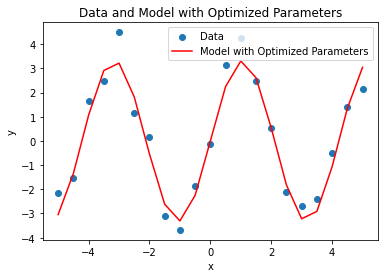 Data and Model with Optimized Parameters
Data
Model with Optimized Parameters
4
3
2
1
0
−1
−2
−3
−4
y
−4 −2 0 2 4
x